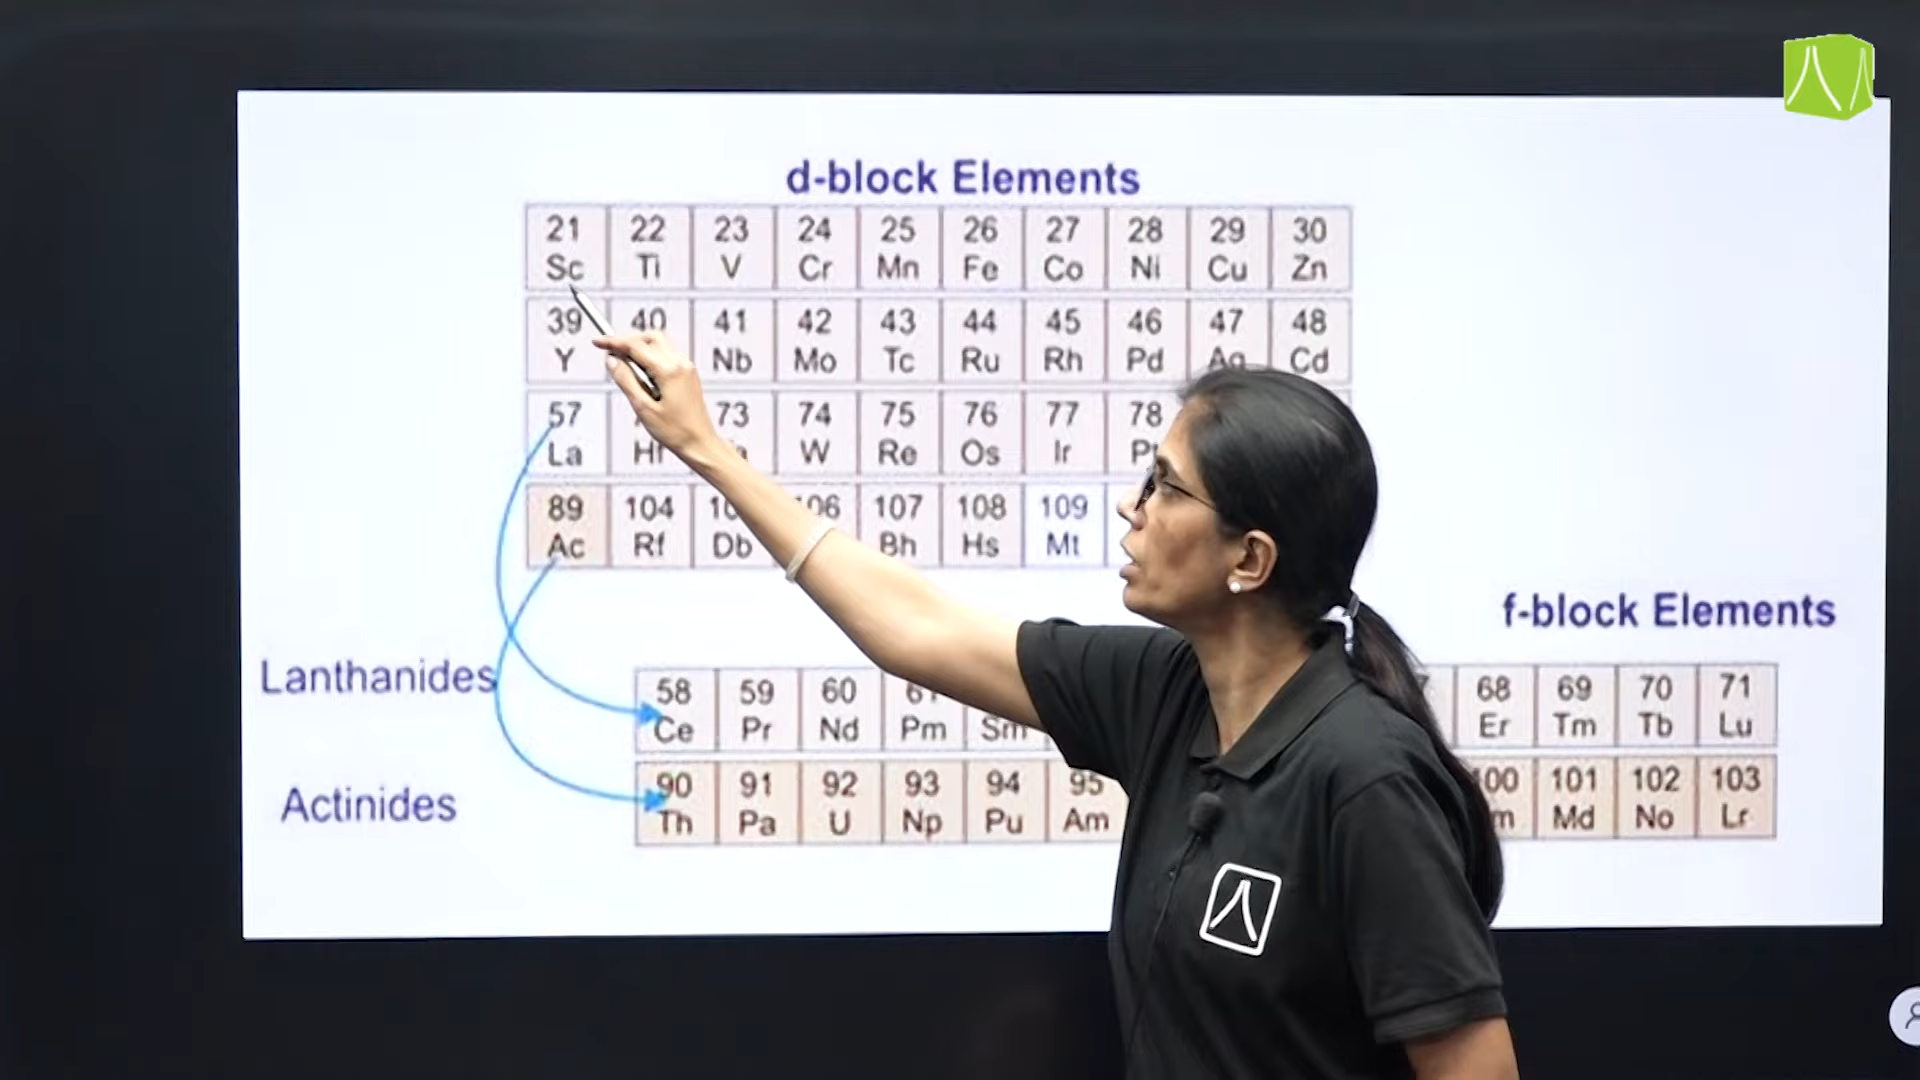 d-block Elements
21 22 23 24 25 26 27 28 29 30
Sc Ti V Cr Mn Fe Co Ni Cu Zn
39 40 41 42 43 44 45 46 47 48
Y Nb Mo Tc Ru Rh Pd Ag Cd
57 73 74 75 76 77 78
La Hf W Re Os Ir
89 104 107 108 109
Ac Rf Db Bh Hs Mt
f-block Elements
Lanthanides
58 59 60 61 68 69 70 71
Ce Pr Nd Pm Sm Er Tm Tb Lu
Actinides
90 91 92 93 94 95 100 101 102 103
Th Pa U Np Pu Am Md No Lr